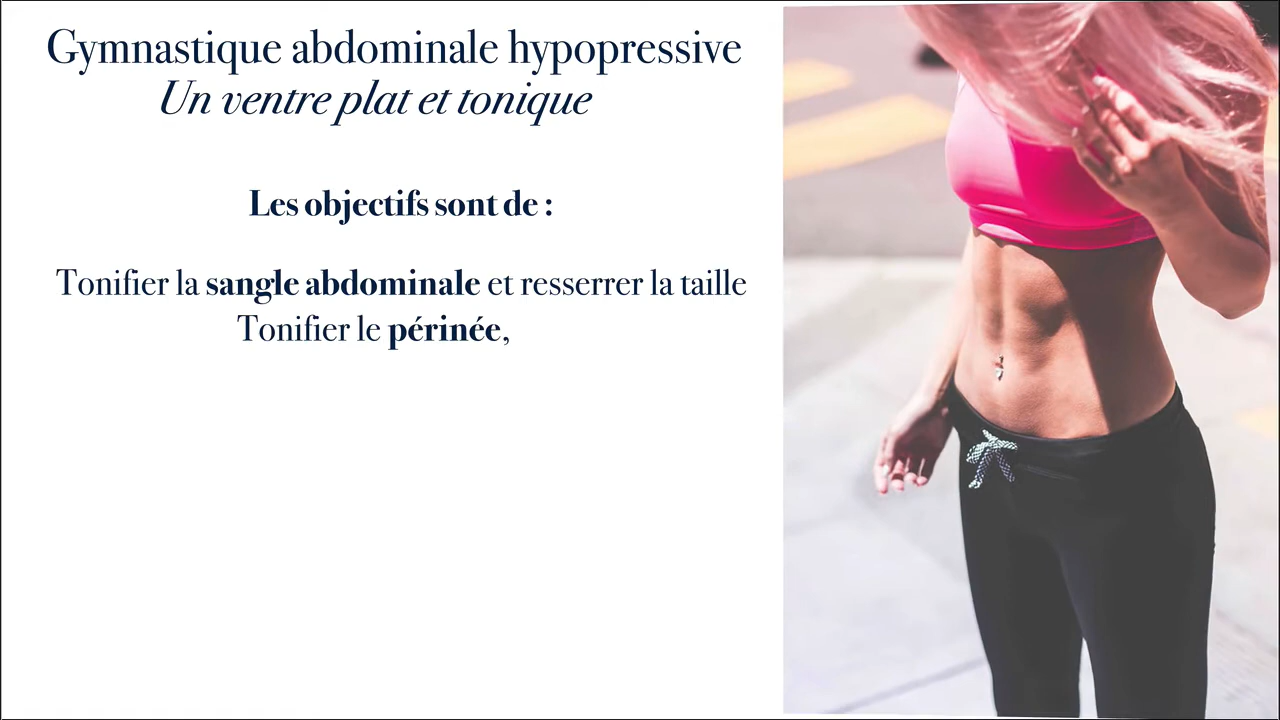 Gymnastique abdominale hypopressive
Un ventre plat et tonique
Les objectifs sont de :
Tonifier la sangle abdominale et resserrer la taille
Tonifier le périnée,